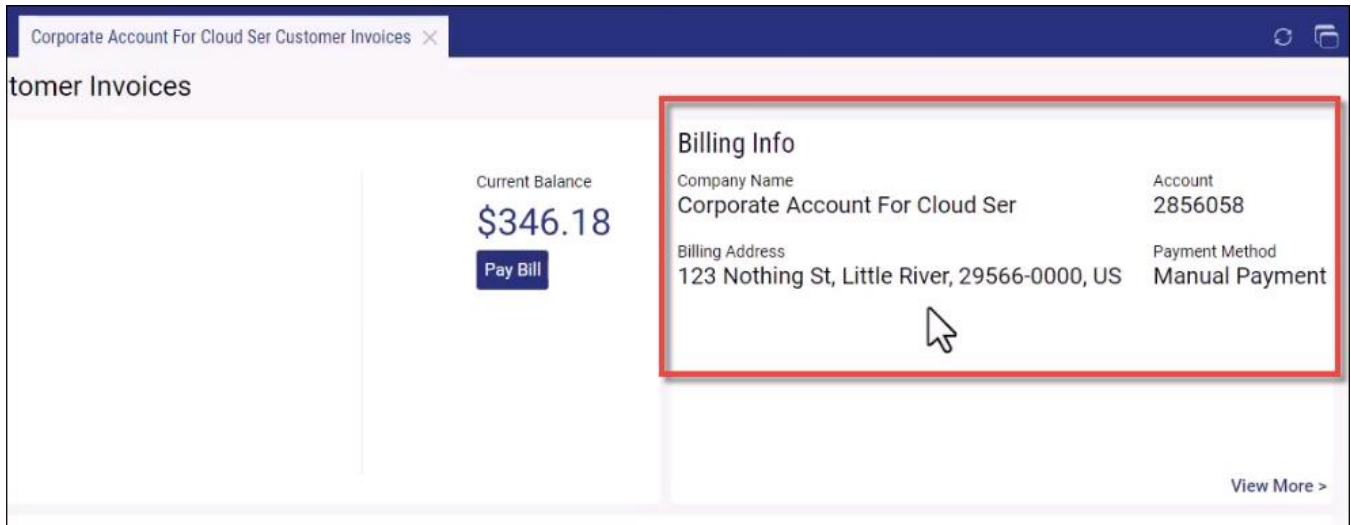 Corporate Account For Cloud Ser Customer Invoices
tomer Invoices
Current Balance
$346.18
Pay Bill
Billing Info
Company Name
Corporate Account For Cloud Ser
Account
2856058
Billing Address
123 Nothing St, Little River, 29566-0000, US
Payment Method
Manual Payment
View More >